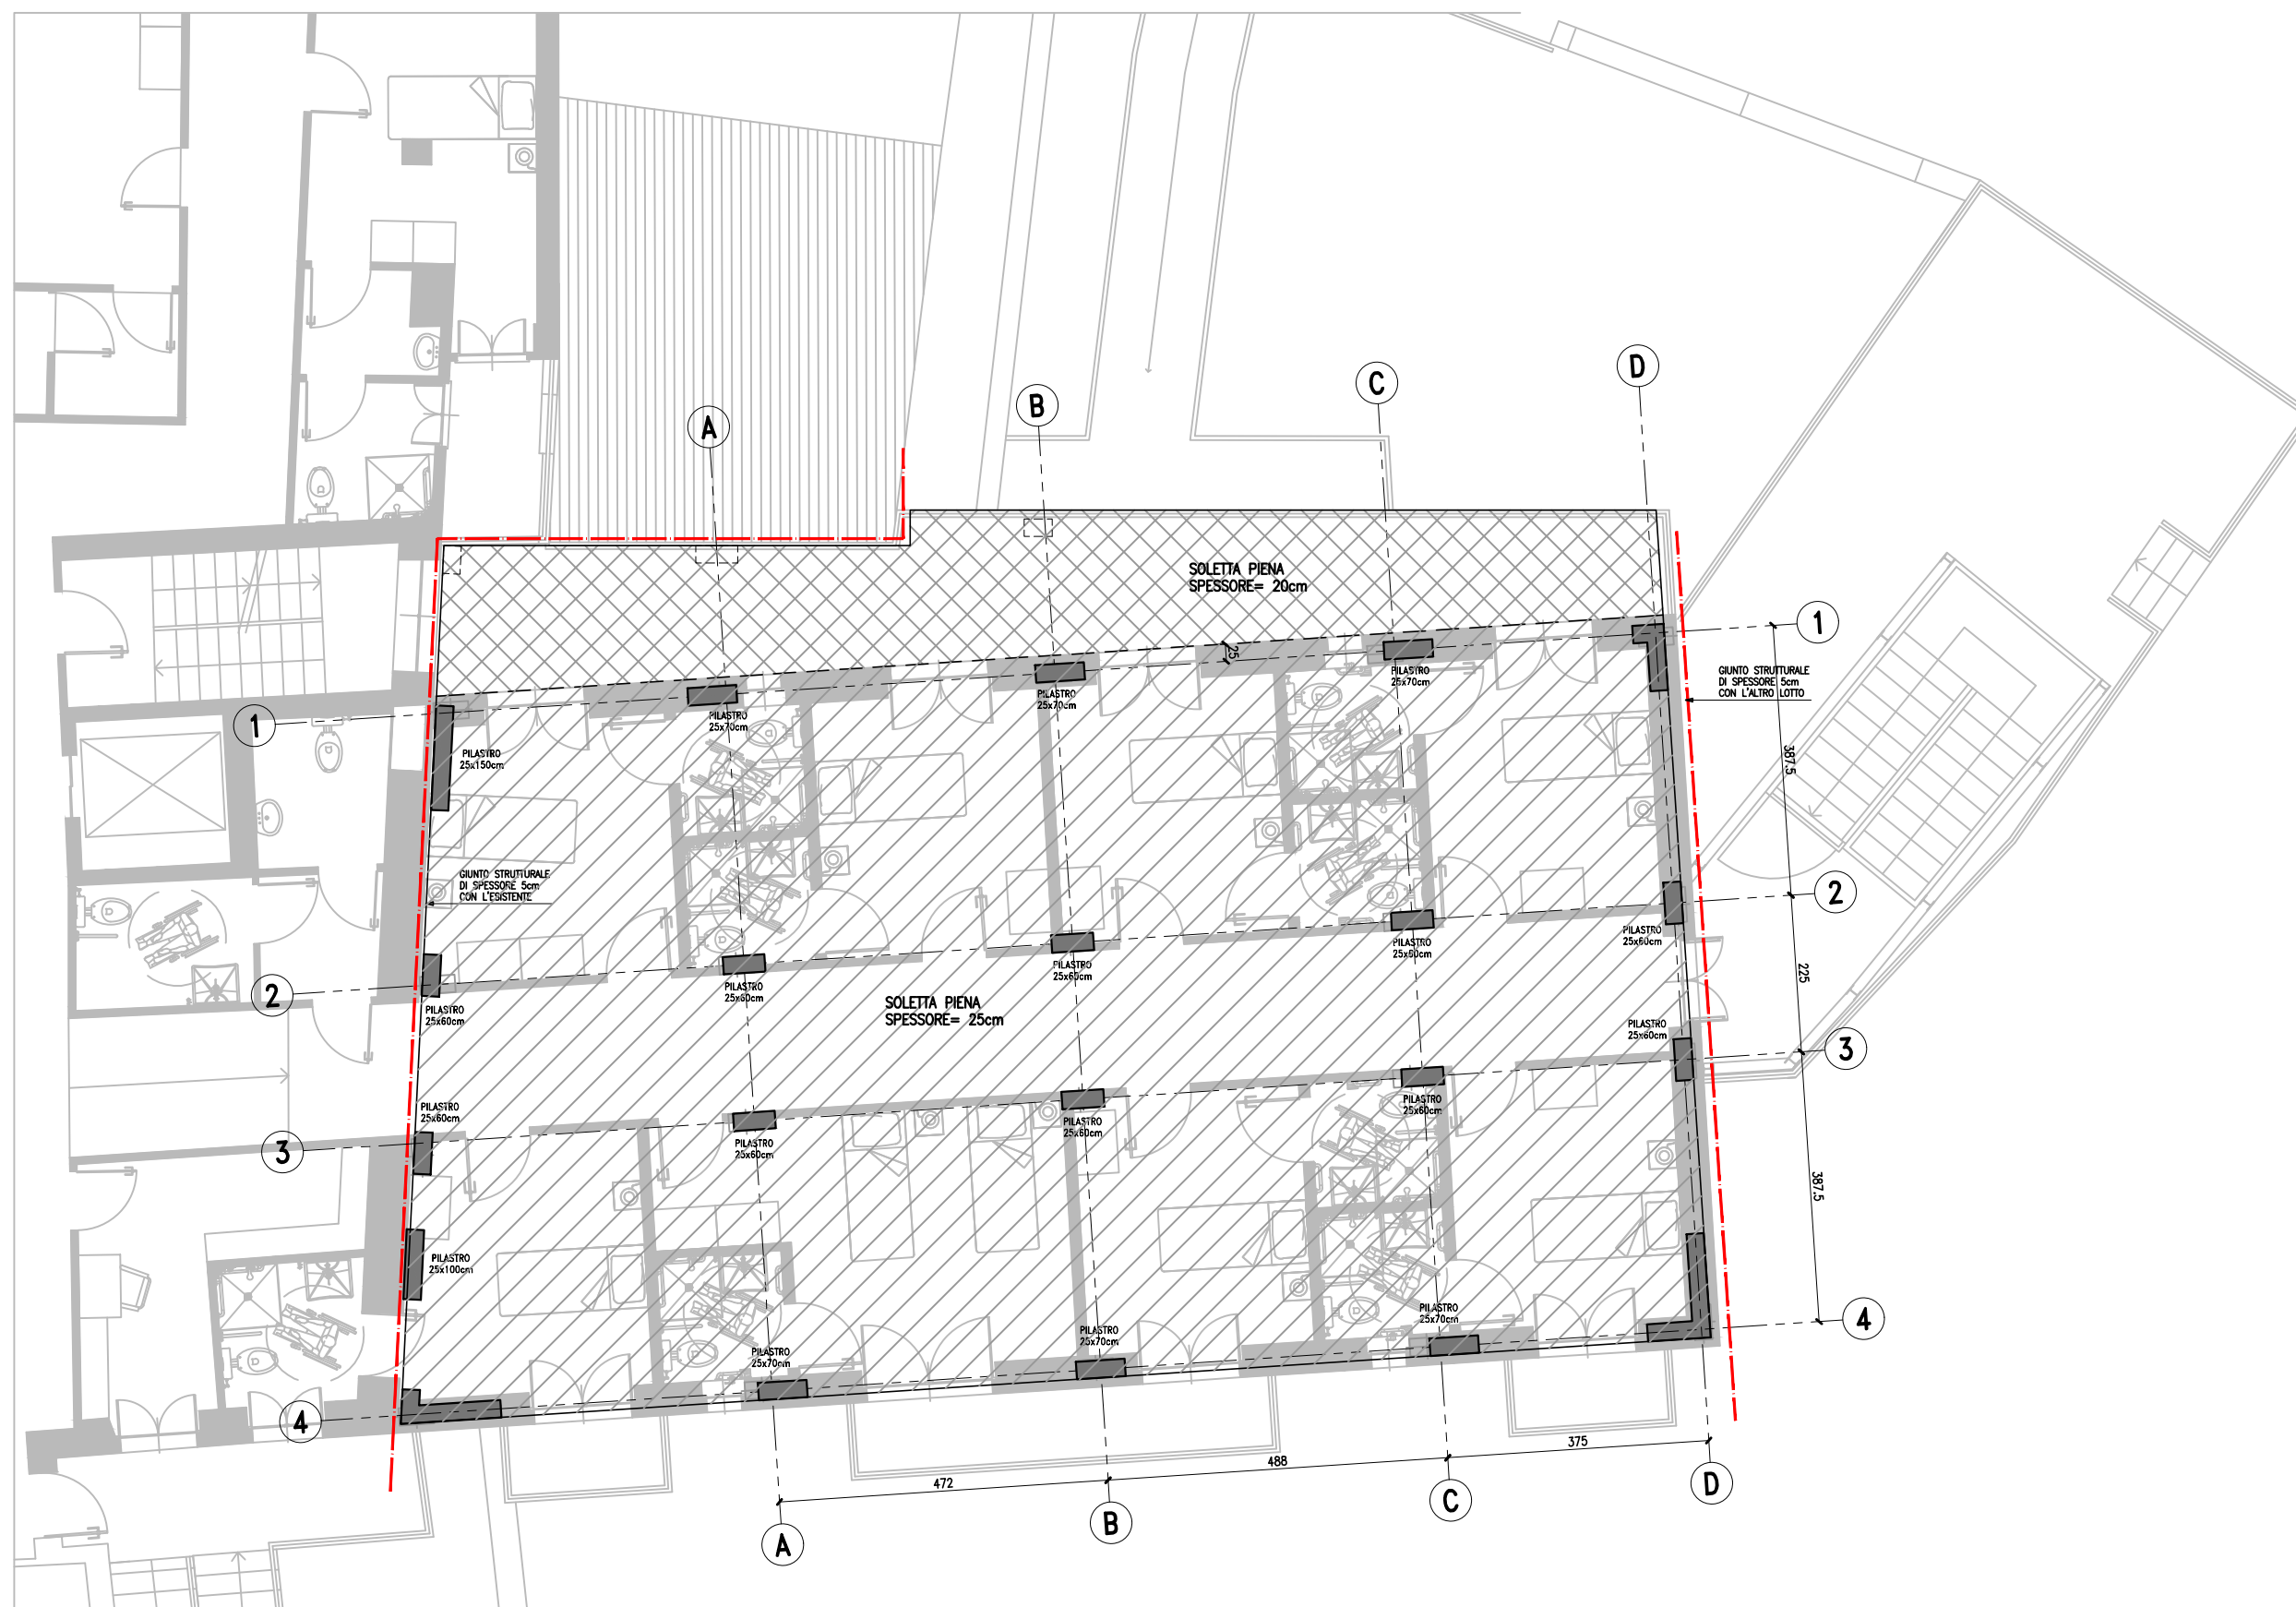 D
C
B
A
SOLETTA PIENA
SPESSORE= 20cm
1
25
PILASTRO
25x70cm
GIUNTO STRUTTURALE
DI SPESSORE 5cm
CON L'ALTRO LOTTO
PILASTRO
25x70cm
PILASTRO
25x70cm
1
PILASTRO
25x150cm
387.5
GIUNTO STRUTTURALE
DI SPESSORE 5cm
CON L'ESISTENTE
2
PILASTRO
25x60cm
PILASTRO
25x60cm
PILASTRO
25x60cm
PILASTRO
25x60cm
2
PILASTRO
25x60cm
225
SOLETTA PIENA
SPESSORE= 25cm
PILASTRO
25x60cm
3
PILASTRO
25x60cm
PILASTRO
25x60cm
PILASTRO
25x60cm
PILASTRO
25x60cm
3
387.5
PILASTRO
25x100cm
PILASTRO
25x70cm
PILASTRO
25x70cm
PILASTRO
25x70cm
4
4
375
488
472
D
C
B
A